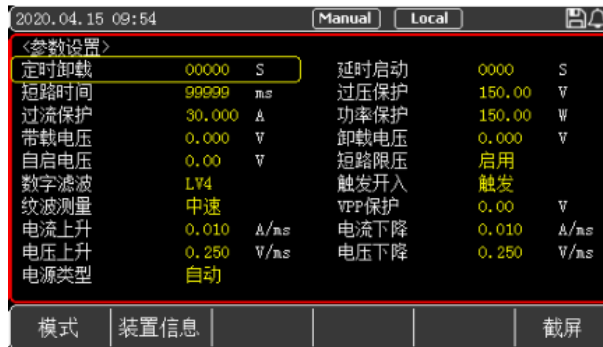 2020.04.15 09:54 Manual Local
<参数设置>
定时卸载 00000 S 延时启动 0000 S
短路时间 99999 ms 过压保护 150.00 V
过流保护 30.000 A 功率保护 150.00 W
带载电压 0.000 V 卸载电压 0.000 V
自启电压 0.00 V 短路限压 启用
数字滤波 LV4 触发开入 触发
纹波测量 中速 VPP保护 0.00 V
电流上升 0.010 A/ms 电流下降 0.010 A/ms
电压上升 0.250 V/ms 电压下降 0.250 V/ms
电源类型 自动
模式 装置信息 截屏